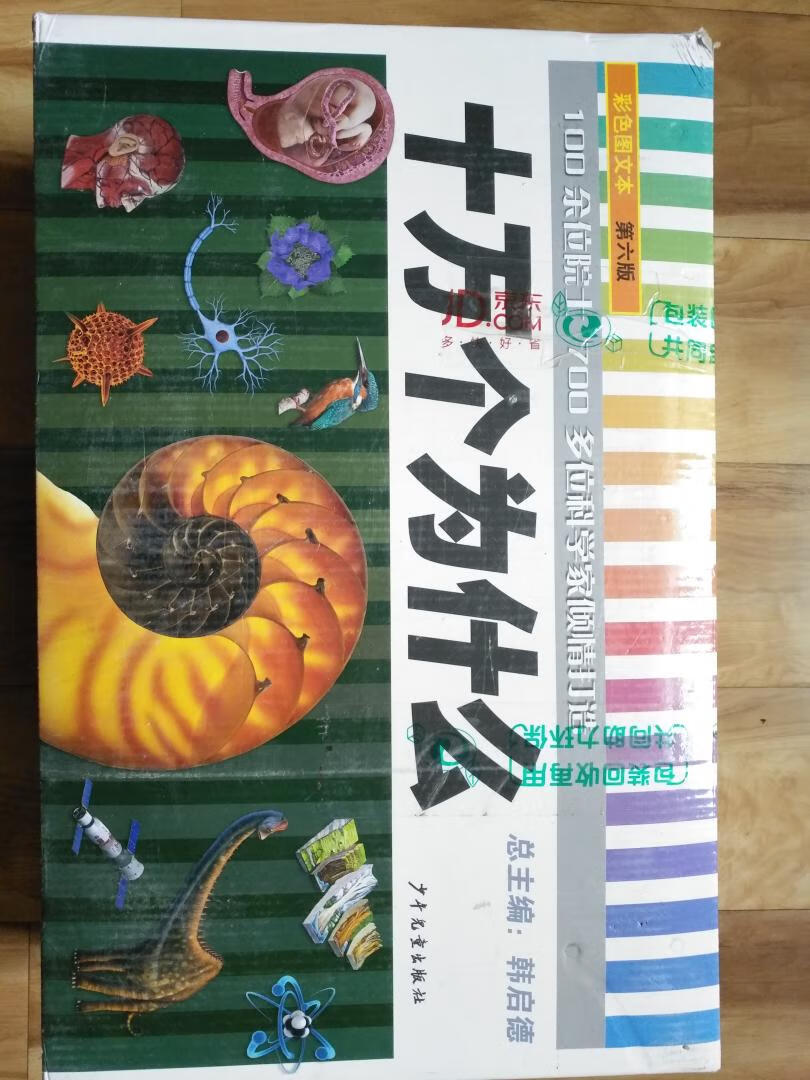 彩色图文本 第六版
100 余位院士 700 多位科学家倾情打造
十万个为什么
总主编：韩启德
少年儿童出版社
JD.COM 京东
多·快·好·省
包装
共同
共同助力环保
包装回收再用